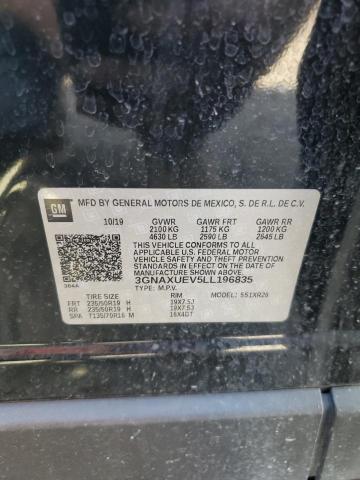 GM
MFD BY GENERAL MOTORS DE MEXICO, S. DE R.L. DE C.V.
10/19 GVWR GAWR FRT GAWR RR
2100 KG 1175 KG 1200 KG
4630 LB 2590 LB 2645 LB
THIS VEHICLE CONFORMS TO ALL
APPLICABLE U.S. FEDERAL MOTOR
VEHICLE SAFETY AND THEFT PREVENTION
STANDARDS IN EFFECT ON THE DATE
OF MANUFACTURE SHOWN ABOVE.
3GNAXUEV5LL196835
384A TYPE: M.P.V. MODEL: 551XR26
TIRE SIZE RIM
FRT 235/50R19 H 19X7.5J
RR 235/50R19 H 19X7.5J
SPA T135/70R16 M 16X4DT